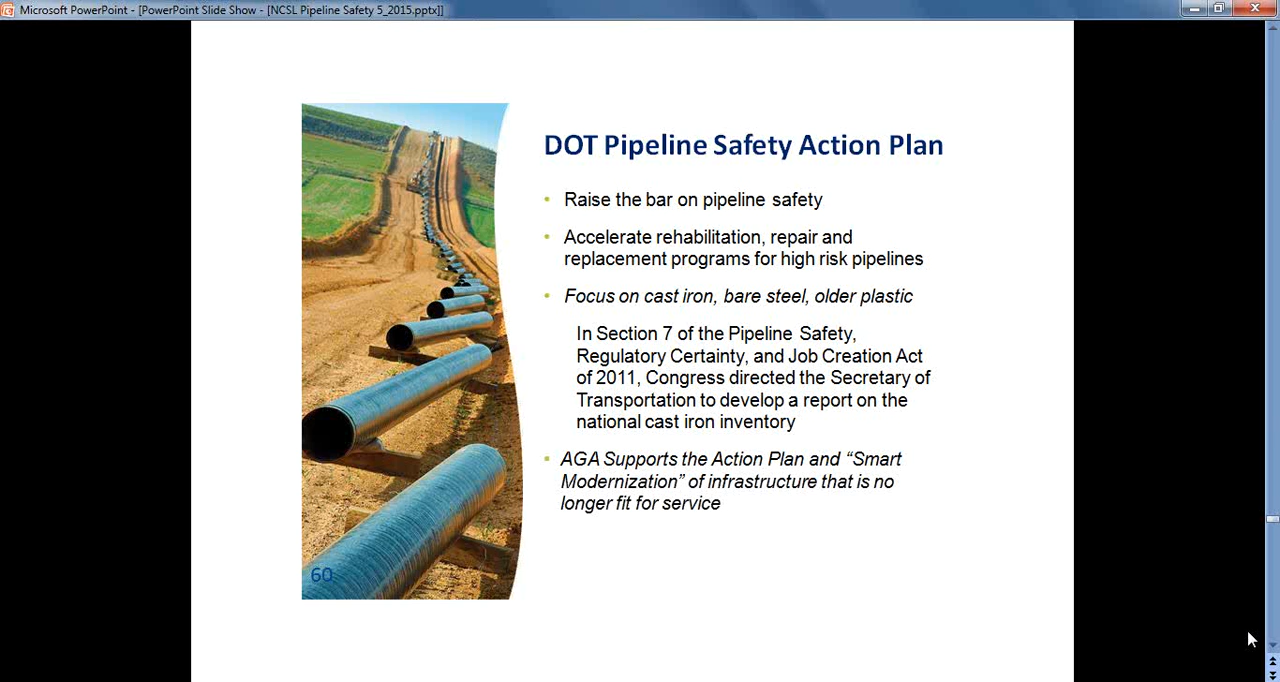 Microsoft PowerPoint - [PowerPoint Slide Show - [NCSL Pipeline Safety 5_2015.pptx]]
DOT Pipeline Safety Action Plan
• Raise the bar on pipeline safety
• Accelerate rehabilitation, repair and
replacement programs for high risk pipelines
• Focus on cast iron, bare steel, older plastic
In Section 7 of the Pipeline Safety,
Regulatory Certainty, and Job Creation Act
of 2011, Congress directed the Secretary of
Transportation to develop a report on the
national cast iron inventory
• AGA Supports the Action Plan and “Smart
Modernization” of infrastructure that is no
longer fit for service
60